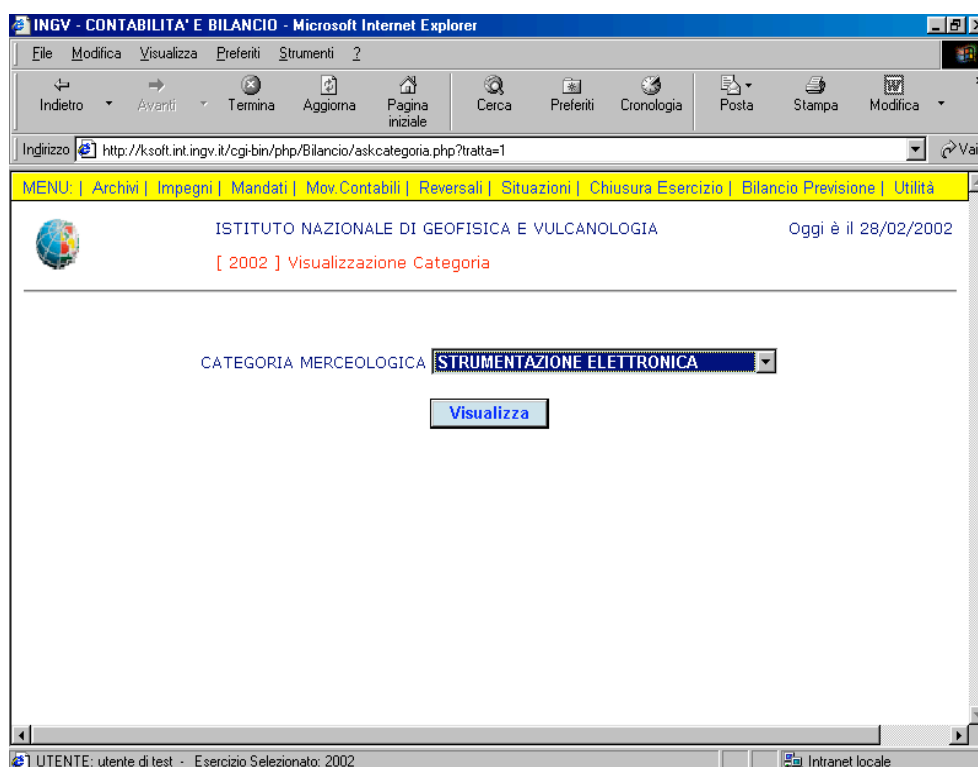 INGV - CONTABILITA' E BILANCIO - Microsoft Internet Explorer
File Modifica Visualizza Preferiti Strumenti ?
Indietro Avanti Termina Aggiorna Pagina iniziale Cerca Preferiti Cronologia Posta Stampa Modifica
Indirizzo http://ksoft.int.ingv.it/cgi-bin/php/Bilancio/askcategoria.php?tratta=1 Vai
MENU: | Archivi | Impegni | Mandati | Mov.Contabili | Reversali | Situazioni | Chiusura Esercizio | Bilancio Previsione | Utilità
ISTITUTO NAZIONALE DI GEOFISICA E VULCANOLOGIA Oggi è il 28/02/2002
[ 2002 ] Visualizzazione Categoria
CATEGORIA MERCEOLOGICA STRUMENTAZIONE ELETTRONICA
Visualizza
UTENTE: utente di test - Esercizio Selezionato: 2002 Intranet locale